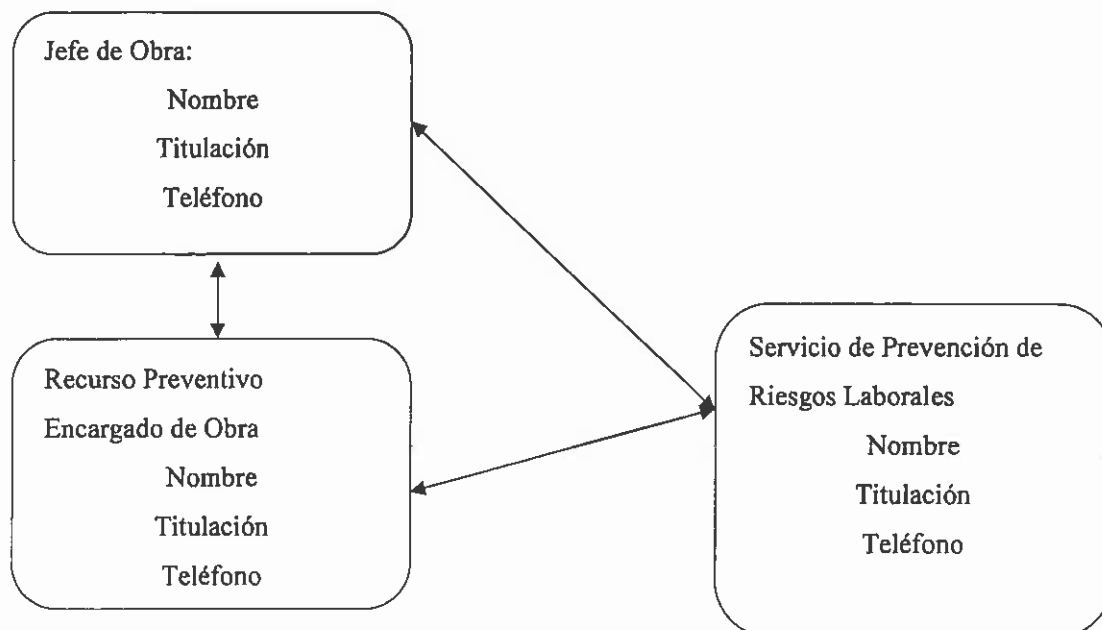 Jefe de Obra:
Nombre
Titulación
Teléfono
Recurso Preventivo
Encargado de Obra
Nombre
Titulación
Teléfono
Servicio de Prevención de
Riesgos Laborales
Nombre
Titulación
Teléfono